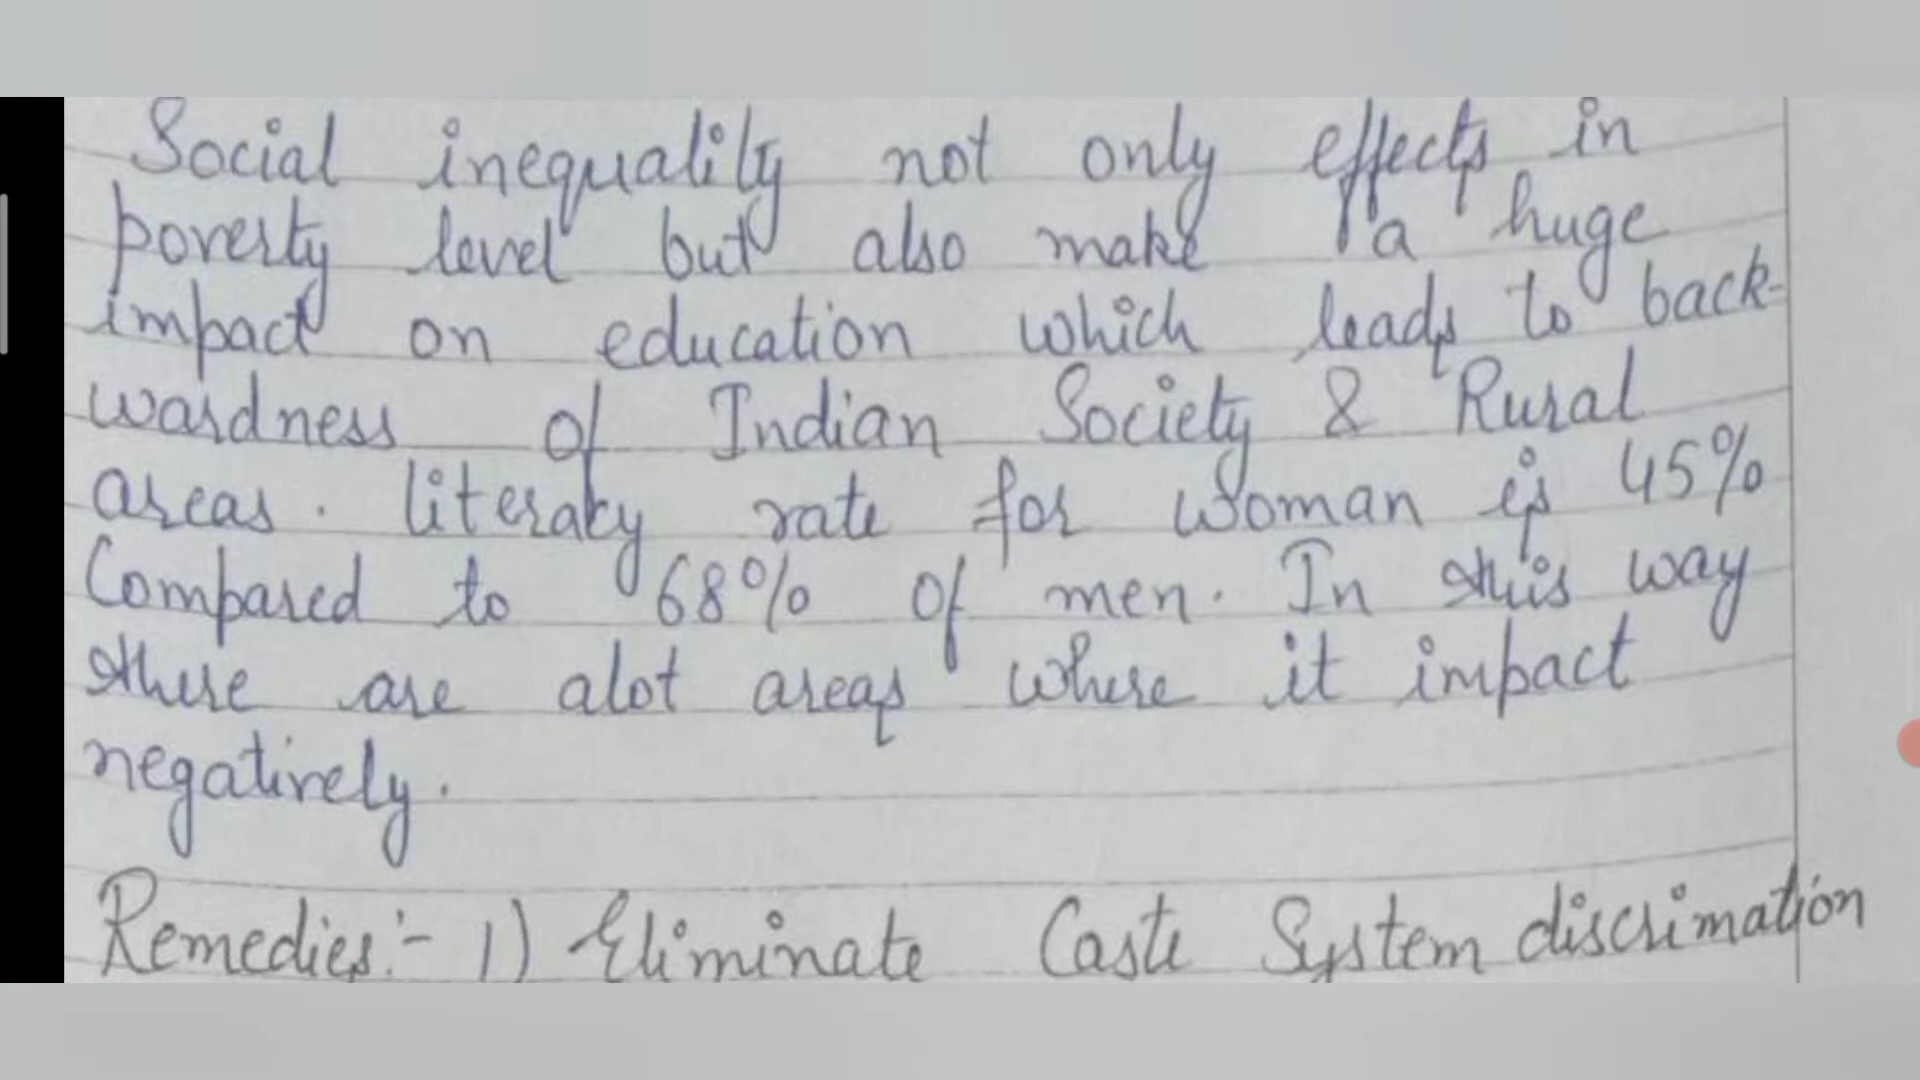 Social inequality not only effects in
poverty level but also make a huge
impact on education which leads to back-
wardness of Indian Society & Rural
areas. literaky rate for woman is 45%
Compared to 68% of men. In this way
there are alot areas where it impact
negatively.
Remedies:- 1) Eliminate Caste System discrimation